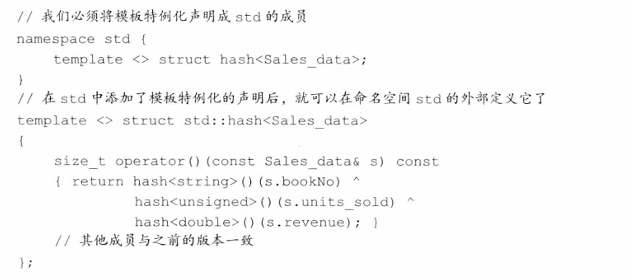 // 我们必须将模板特例化声明成 std 的成员
namespace std {
    template <> struct hash<Sales_data>;
}
// 在 std 中添加了模板特例化的声明后，就可以在命名空间 std 的外部定义它了
template <> struct std::hash<Sales_data>
{
    size_t operator()(const Sales_data& s) const
    { return hash<string>()(s.bookNo) ^
             hash<unsigned>()(s.units_sold) ^
             hash<double>()(s.revenue); }
    // 其他成员与之前的版本一致
};